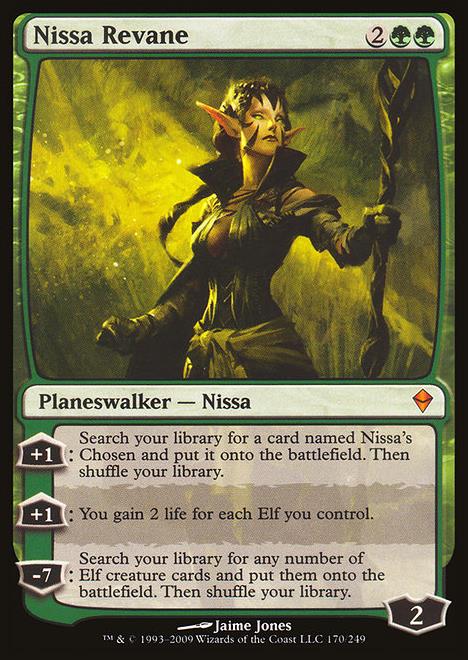 Nissa Revane 2
Planeswalker — Nissa
+1: Search your library for a card named Nissa's
Chosen and put it onto the battlefield. Then
shuffle your library.
+1: You gain 2 life for each Elf you control.
-7: Search your library for any number of
Elf creature cards and put them onto the
battlefield. Then shuffle your library.
2
Jaime Jones
™ & © 1993–2009 Wizards of the Coast LLC 170/249